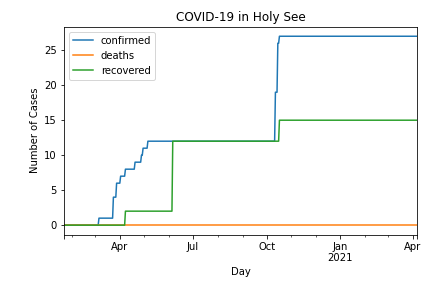 COVID-19 in Holy See
confirmed
deaths
recovered
Number of Cases
25
20
15
10
5
0
Apr Jul Oct Jan Apr
2021
Day